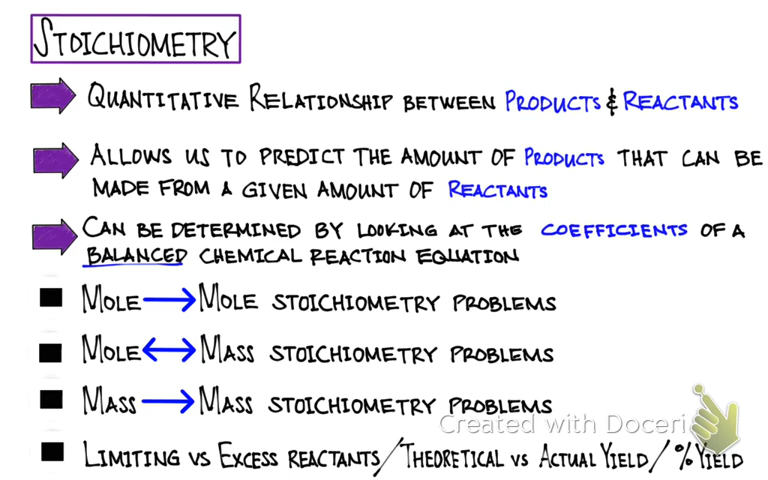 STOICHIOMETRY
QUANTITATIVE RELATIONSHIP BETWEEN PRODUCTS & REACTANTS
ALLOWS US TO PREDICT THE AMOUNT OF PRODUCTS THAT CAN BE
MADE FROM A GIVEN AMOUNT OF REACTANTS
CAN BE DETERMINED BY LOOKING AT THE COEFFICIENTS OF A
BALANCED CHEMICAL REACTION EQUATION
MOLE → MOLE STOICHIOMETRY PROBLEMS
MOLE ↔ MASS STOICHIOMETRY PROBLEMS
MASS → MASS STOICHIOMETRY PROBLEMS
Created with Doceri
LIMITING VS EXCESS REACTANTS / THEORETICAL VS ACTUAL YIELD / % YIELD